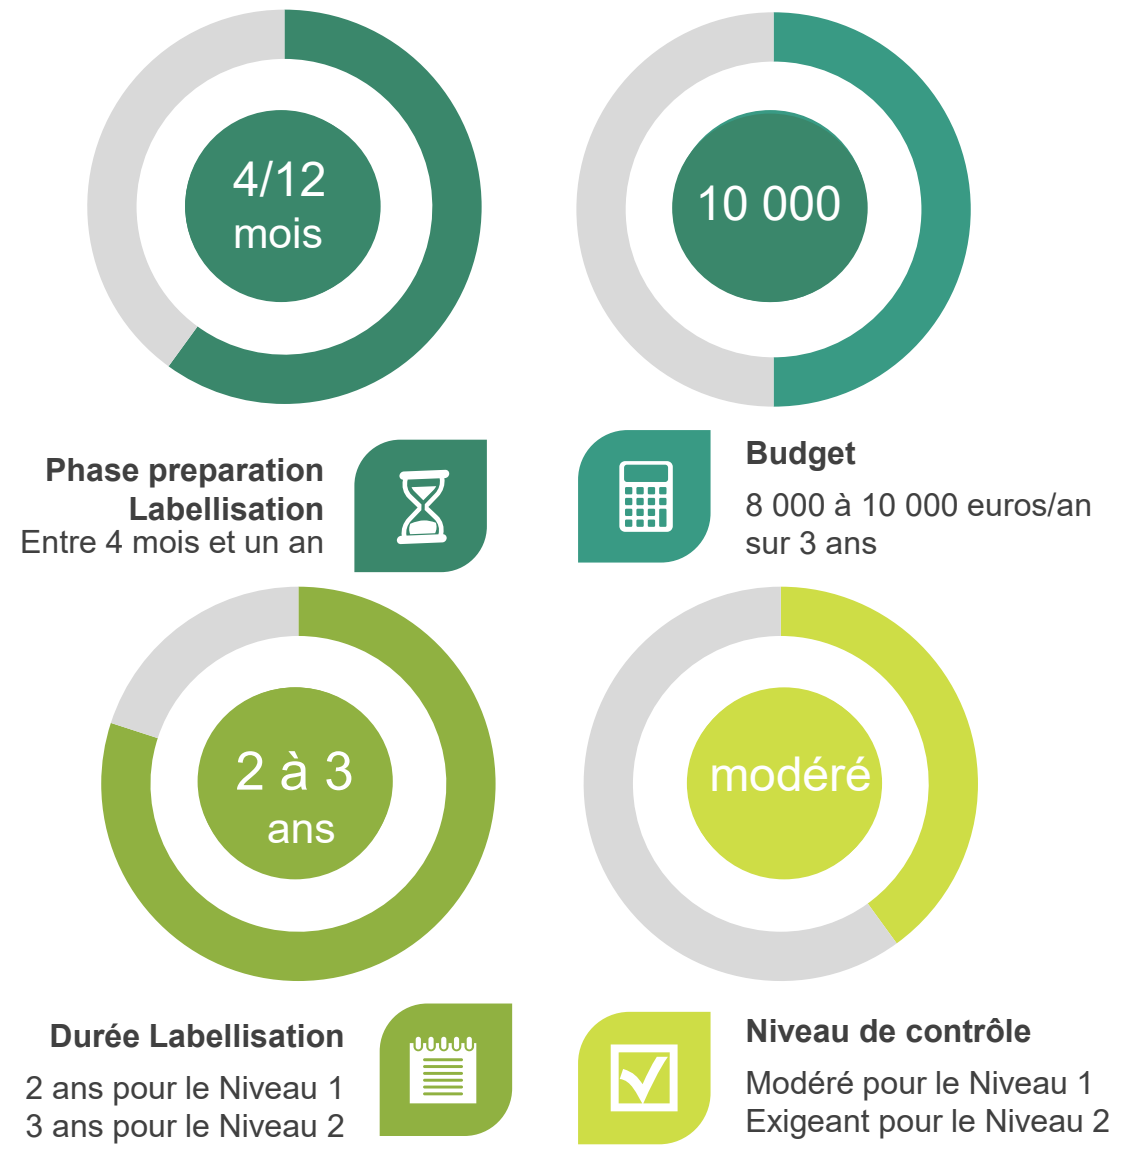 4/12
mois
10 000
Phase preparation
Labellisation
Entre 4 mois et un an
Budget
8 000 à 10 000 euros/an
sur 3 ans
2 à 3
ans
modéré
Durée Labellisation
2 ans pour le Niveau 1
3 ans pour le Niveau 2
Niveau de contrôle
Modéré pour le Niveau 1
Exigeant pour le Niveau 2